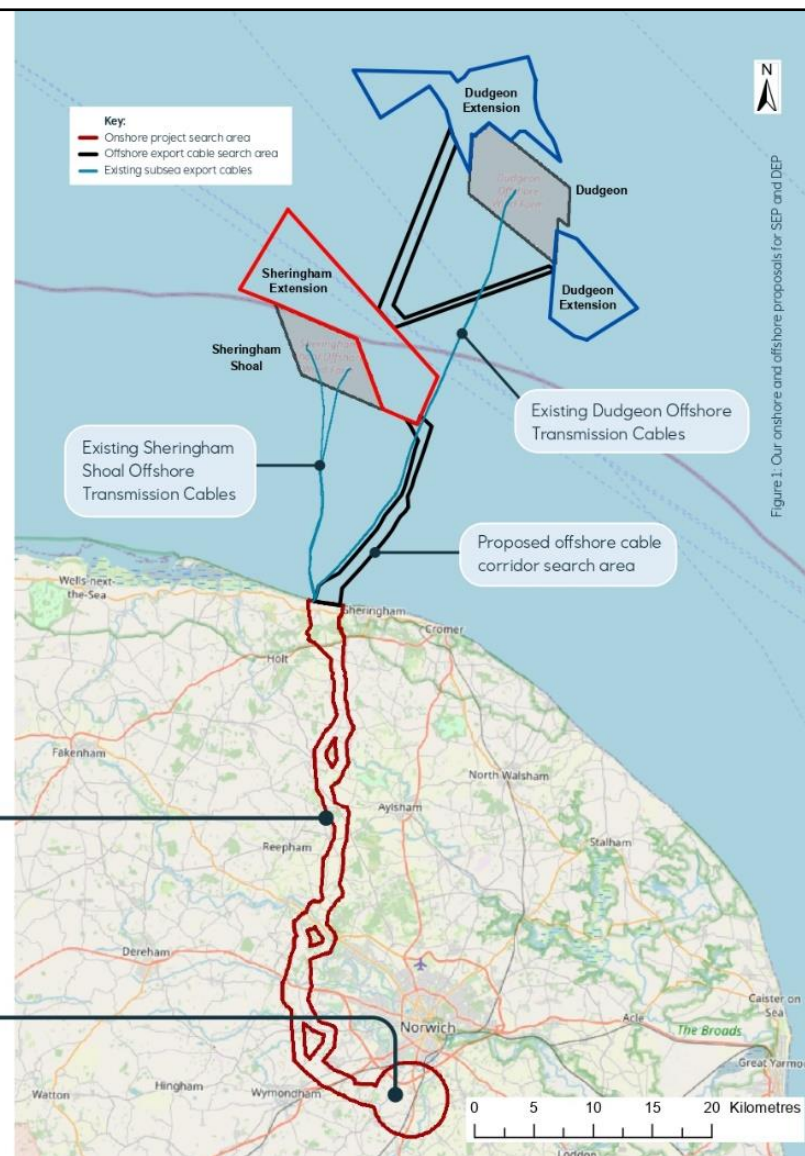 N
Key:
Onshore project search area
Offshore export cable search area
Existing subsea export cables
Dudgeon
Extension
Dudgeon
Dudgeon
Extension
Sheringham
Extension
Sheringham
Shoal
Existing Dudgeon Offshore
Transmission Cables
Existing Sheringham
Shoal Offshore
Transmission Cables
Proposed offshore cable
corridor search area
Figure 1: Our onshore and offshore proposals for SEP and DEP
Wells-next-
the-Sea
Sheringham
Cromer
Holt
Fakenham
North Walsham
Aylsham
Reepham
Stalham
Dereham
Norwich
Acle
Caister on
Sea
The Broads
Great Yarmo
Watton
Hingham
Wymondham
0 5 10 15 20 Kilometres
Loddon